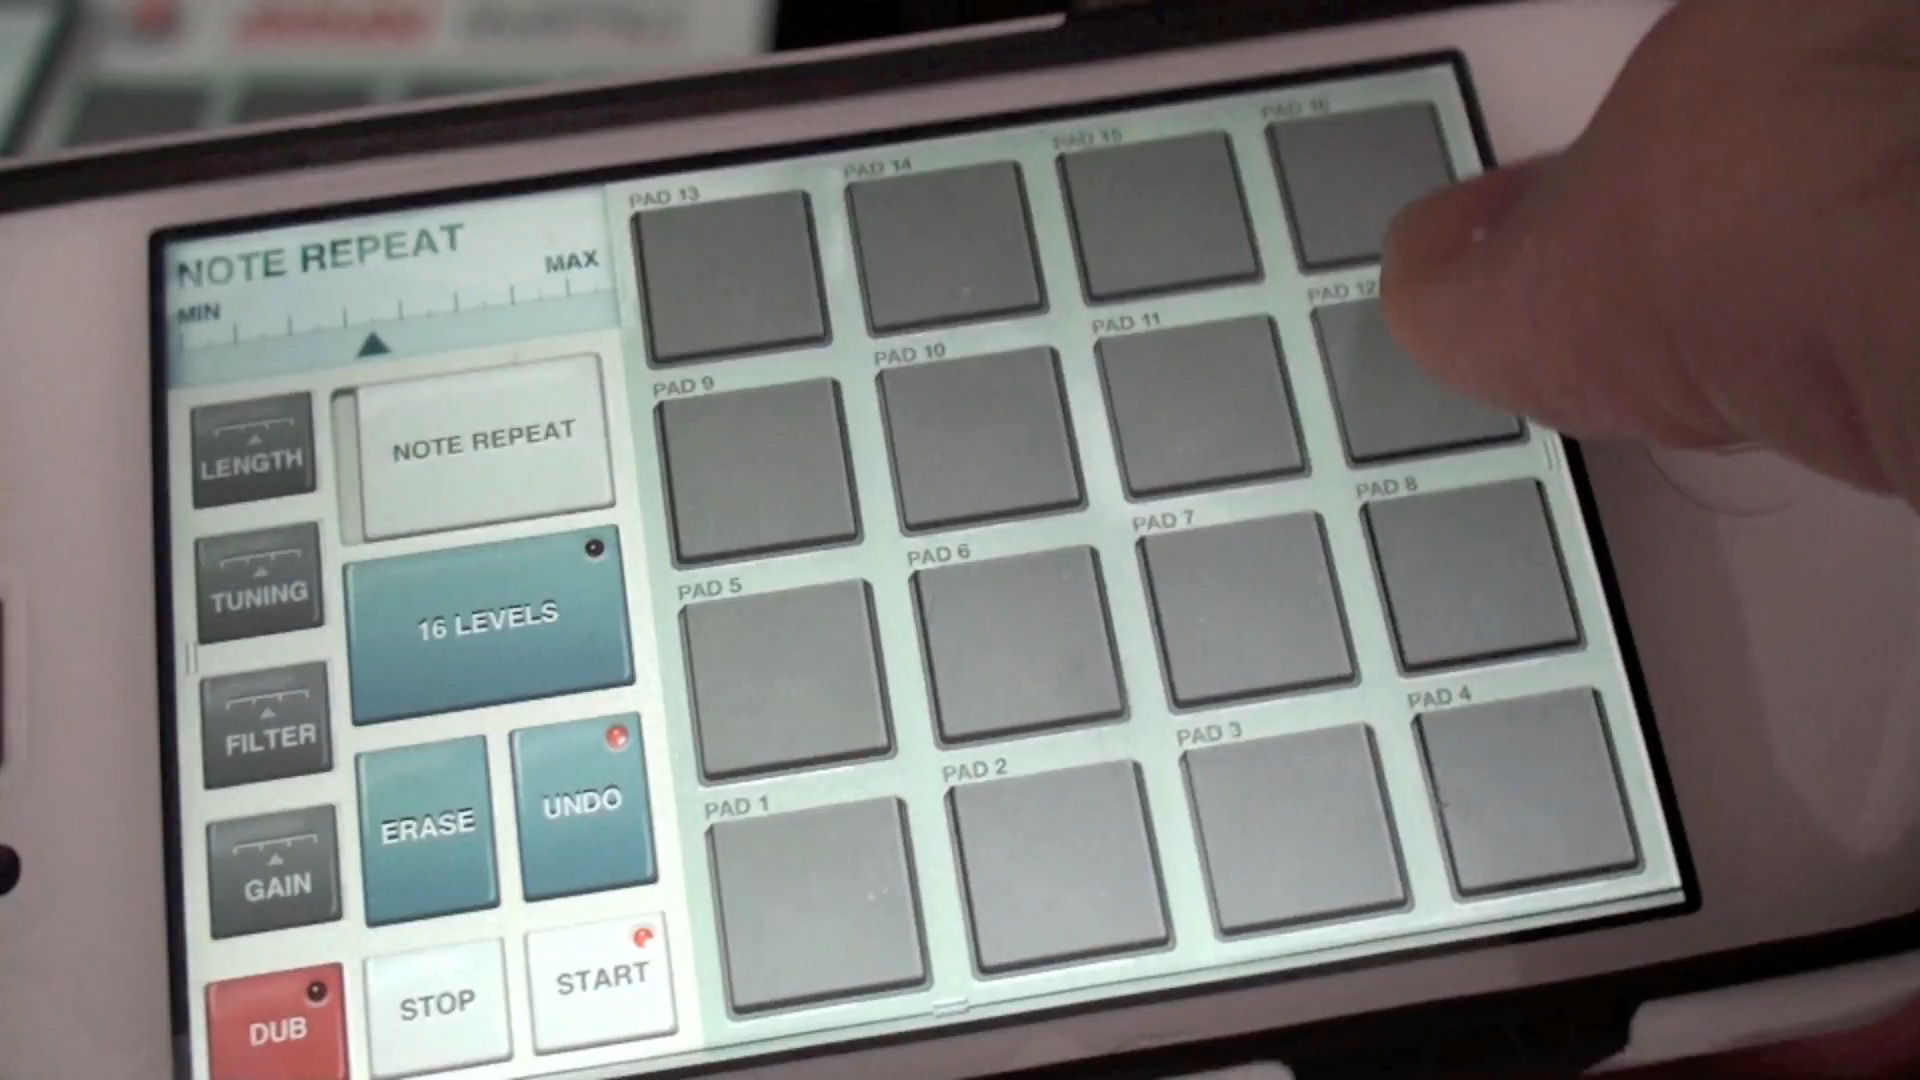 NOTE REPEAT
MIN
MAX
LENGTH
TUNING
FILTER
GAIN
NOTE REPEAT
16 LEVELS
ERASE
UNDO
DUB
STOP
START
PAD 13
PAD 14
PAD 15
PAD 16
PAD 9
PAD 10
PAD 11
PAD 12
PAD 5
PAD 6
PAD 7
PAD 8
PAD 1
PAD 2
PAD 3
PAD 4